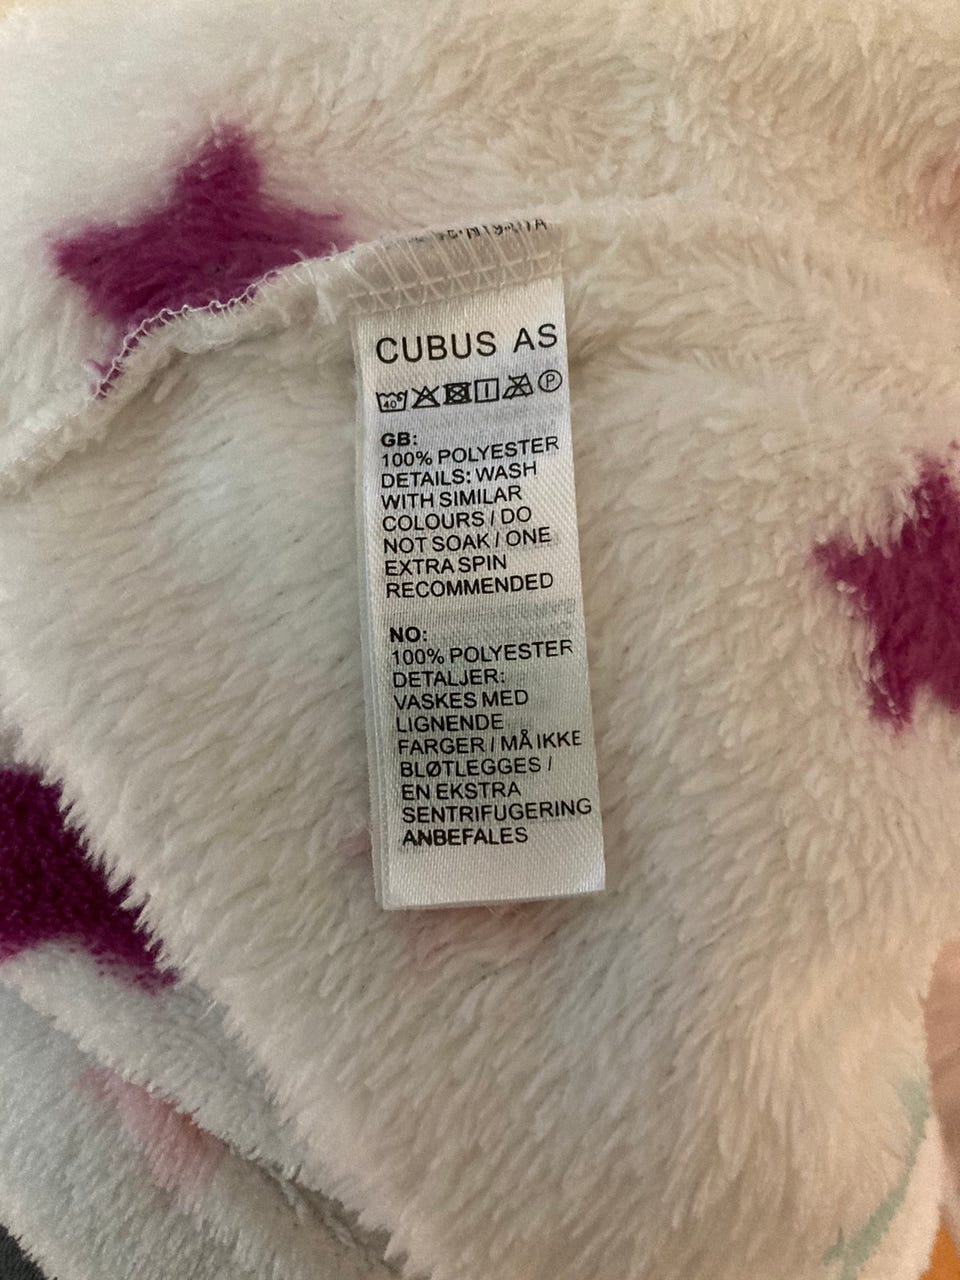 CUBUS AS
40°
P
GB:
100% POLYESTER
DETAILS: WASH
WITH SIMILAR
COLOURS / DO
NOT SOAK / ONE
EXTRA SPIN
RECOMMENDED
NO:
100% POLYESTER
DETALJER:
VASKES MED
LIGNENDE
FARGER / MÅ IKKE
BLØTLEGGES /
EN EKSTRA
SENTRIFUGERING
ANBEFALES